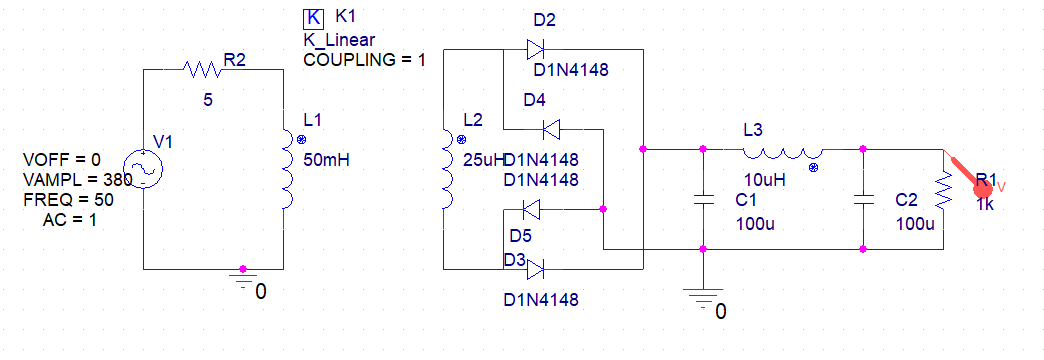 K K1
K_Linear
COUPLING = 1
R2
5
V1
VOFF = 0
VAMPL = 380
FREQ = 50
AC = 1
0
L1
50mH
L2
25uH
D2
D1N4148
D4
D1N4148
D1N4148
D5
D3
D1N4148
L3
10uH
C1
100u
C2
100u
R1
1k
V
0